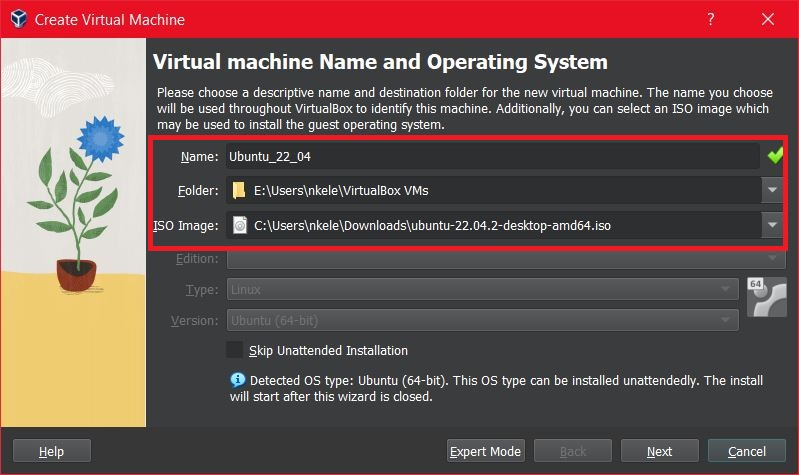 Create Virtual Machine
?
Virtual machine Name and Operating System
Please choose a descriptive name and destination folder for the new virtual machine. The name you choose
will be used throughout VirtualBox to identify this machine. Additionally, you can select an ISO image which
may be used to install the guest operating system.
Name: Ubuntu_22_04
Folder: E:\Users\nkele\VirtualBox VMs
ISO Image: C:\Users\nkele\Downloads\ubuntu-22.04.2-desktop-amd64.iso
Edition:
Type: Linux
64
Version: Ubuntu (64-bit)
Skip Unattended Installation
Detected OS type: Ubuntu (64-bit). This OS type can be installed unattendedly. The install
will start after this wizard is closed.
Help Expert Mode Back Next Cancel